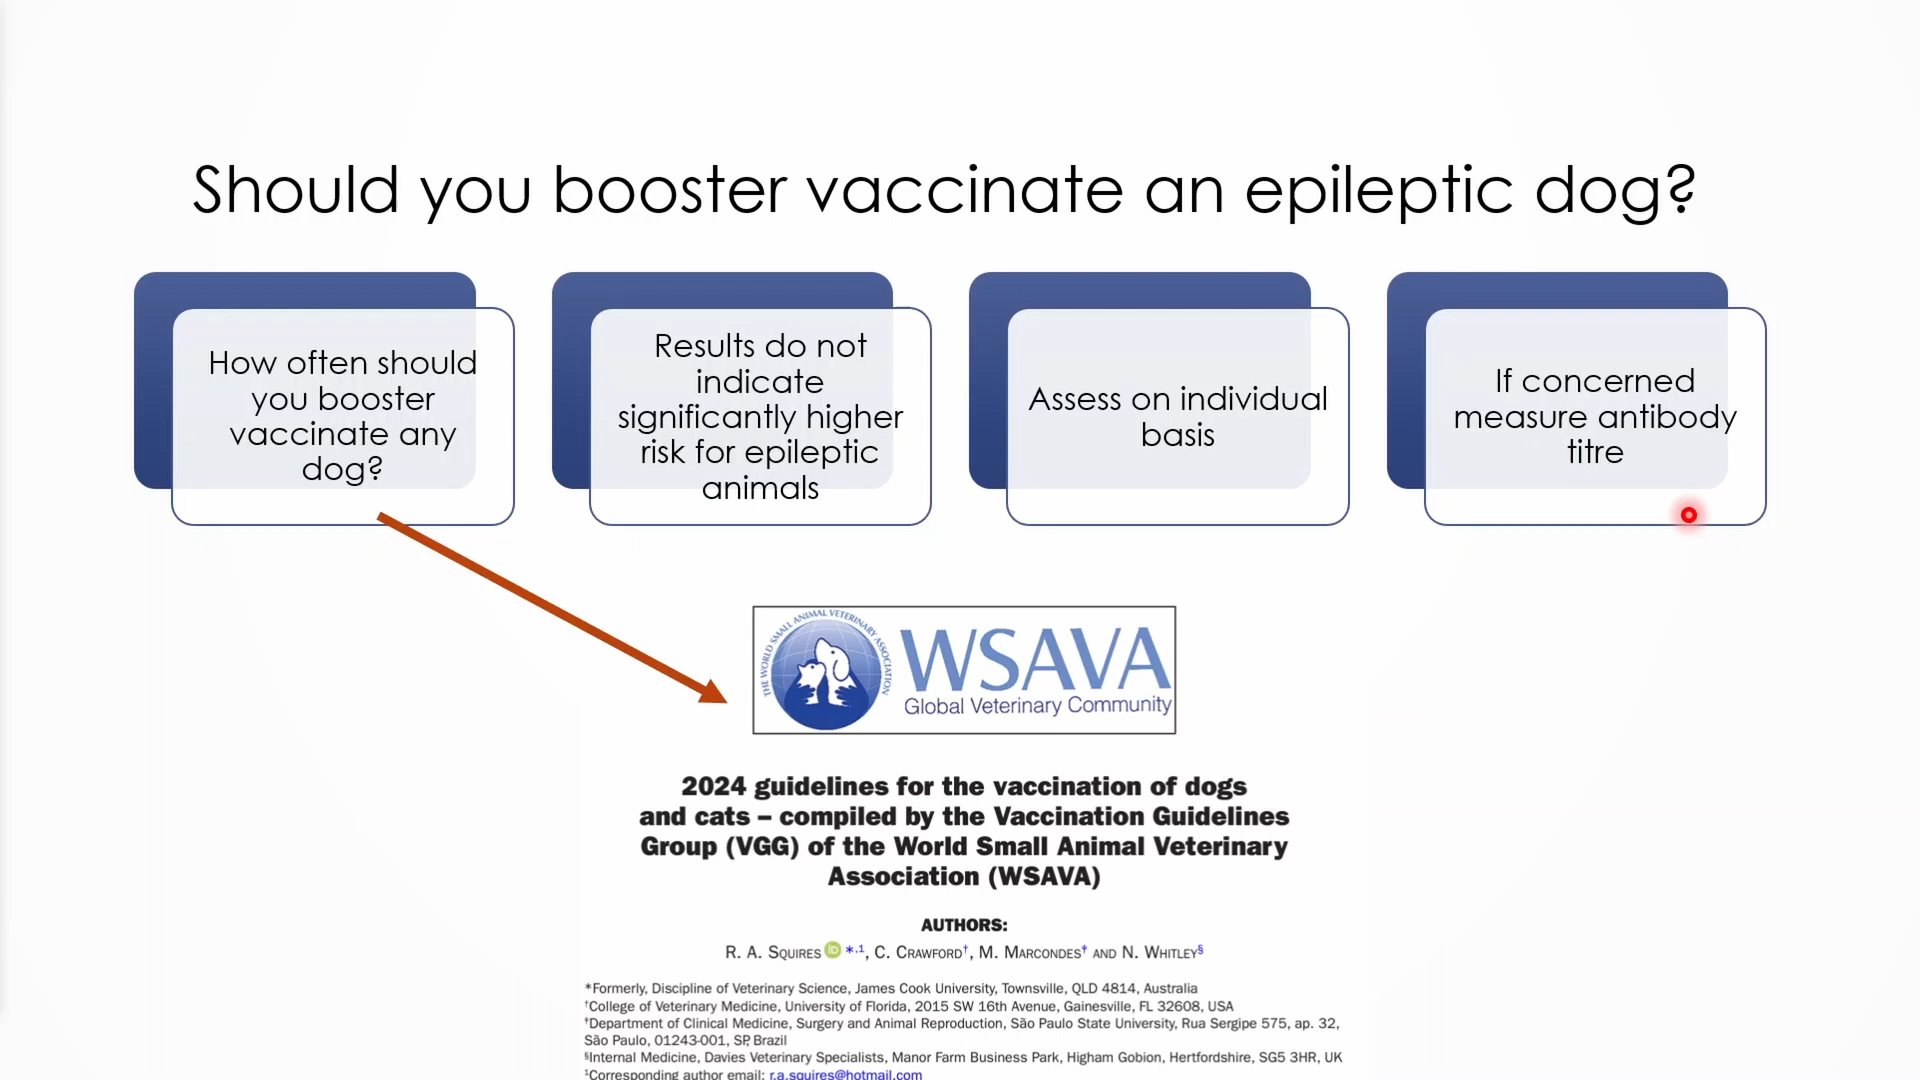 Should you booster vaccinate an epileptic dog?
How often should
you booster
vaccinate any
dog?
Results do not
indicate
significantly higher
risk for epileptic
animals
Assess on individual
basis
If concerned
measure antibody
titre
THE WORLD SMALL ANIMAL VETERINARY ASSOCIATION
WSAVA
Global Veterinary Community
2024 guidelines for the vaccination of dogs
and cats – compiled by the Vaccination Guidelines
Group (VGG) of the World Small Animal Veterinary
Association (WSAVA)
AUTHORS:
R. A. Squires iD *,1, C. Crawford†, M. Marcondes‡ and N. Whitley§
*Formerly, Discipline of Veterinary Science, James Cook University, Townsville, QLD 4814, Australia
†College of Veterinary Medicine, University of Florida, 2015 SW 16th Avenue, Gainesville, FL 32608, USA
‡Department of Clinical Medicine, Surgery and Animal Reproduction, São Paulo State University, Rua Sergipe 575, ap. 32,
São Paulo, 01243-001, SP, Brazil
§Internal Medicine, Davies Veterinary Specialists, Manor Farm Business Park, Higham Gobion, Hertfordshire, SG5 3HR, UK
1Corresponding author email: r.a.squires@hotmail.com